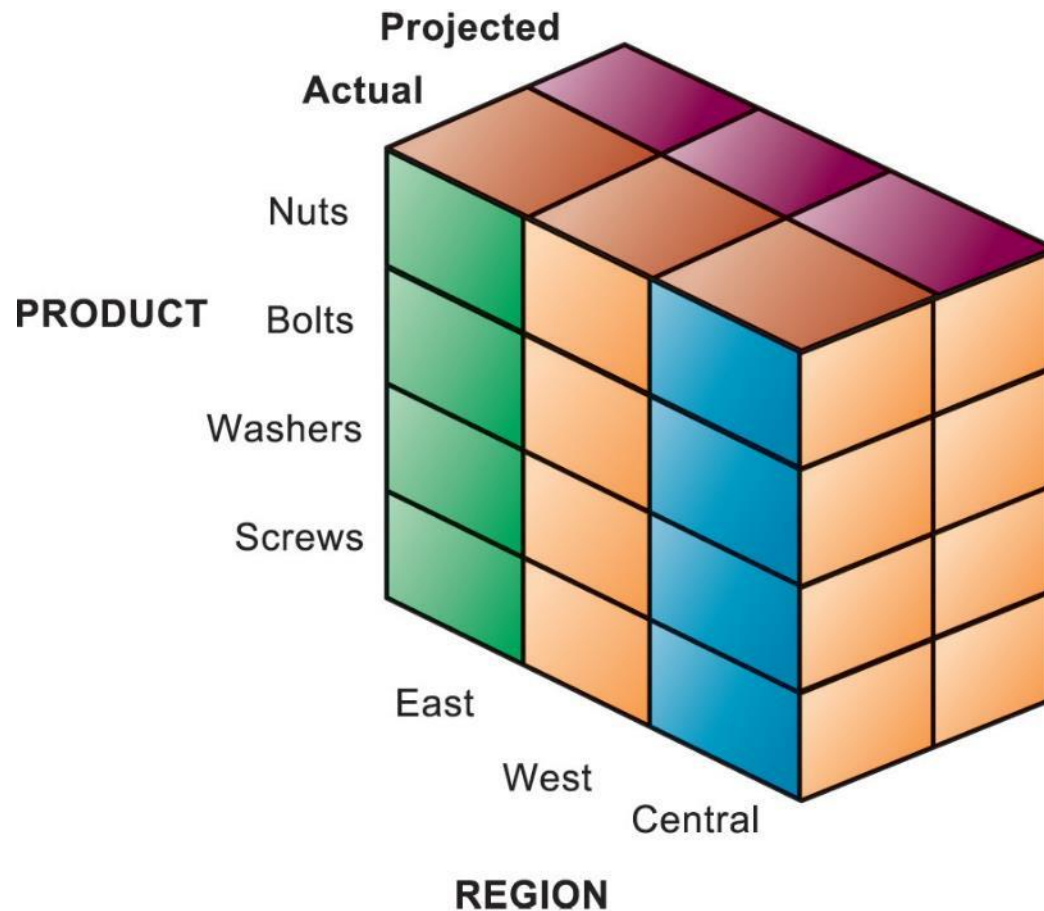 Projected
Actual
Nuts
PRODUCT
Bolts
Washers
Screws
East
West
Central
REGION